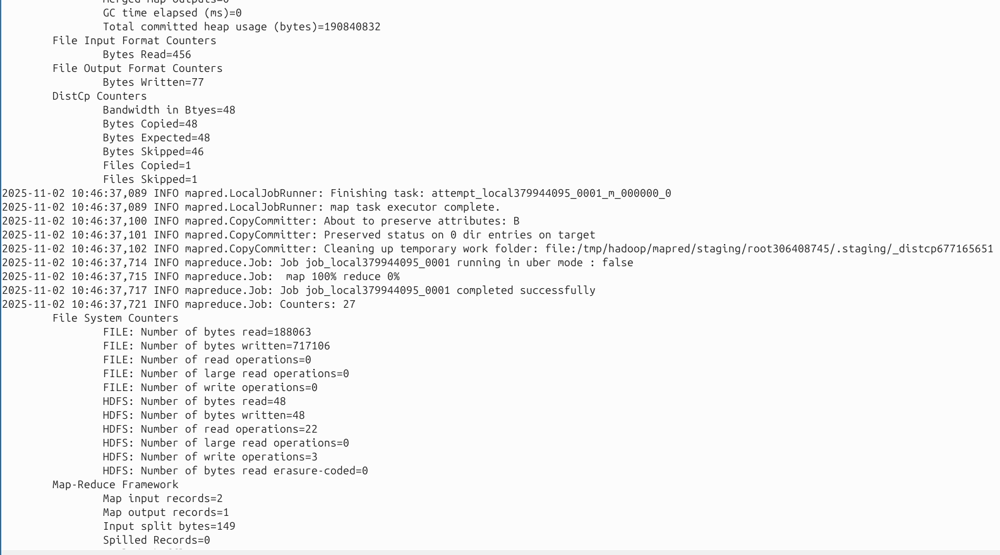 Merged Map outputs=0
GC time elapsed (ms)=0
Total committed heap usage (bytes)=190840832
File Input Format Counters
Bytes Read=456
File Output Format Counters
Bytes Written=77
DistCp Counters
Bandwidth in Btyes=48
Bytes Copied=48
Bytes Expected=48
Bytes Skipped=46
Files Copied=1
Files Skipped=1
2025-11-02 10:46:37,089 INFO mapred.LocalJobRunner: Finishing task: attempt_local379944095_0001_m_000000_0
2025-11-02 10:46:37,089 INFO mapred.LocalJobRunner: map task executor complete.
2025-11-02 10:46:37,100 INFO mapred.CopyCommitter: About to preserve attributes: B
2025-11-02 10:46:37,101 INFO mapred.CopyCommitter: Preserved status on 0 dir entries on target
2025-11-02 10:46:37,102 INFO mapred.CopyCommitter: Cleaning up temporary work folder: file:/tmp/hadoop/mapred/staging/root306408745/.staging/_distcp677165651
2025-11-02 10:46:37,714 INFO mapreduce.Job: Job job_local379944095_0001 running in uber mode : false
2025-11-02 10:46:37,715 INFO mapreduce.Job:  map 100% reduce 0%
2025-11-02 10:46:37,717 INFO mapreduce.Job: Job job_local379944095_0001 completed successfully
2025-11-02 10:46:37,721 INFO mapreduce.Job: Counters: 27
File System Counters
FILE: Number of bytes read=188063
FILE: Number of bytes written=717106
FILE: Number of read operations=0
FILE: Number of large read operations=0
FILE: Number of write operations=0
HDFS: Number of bytes read=48
HDFS: Number of bytes written=48
HDFS: Number of read operations=22
HDFS: Number of large read operations=0
HDFS: Number of write operations=3
HDFS: Number of bytes read erasure-coded=0
Map-Reduce Framework
Map input records=2
Map output records=1
Input split bytes=149
Spilled Records=0